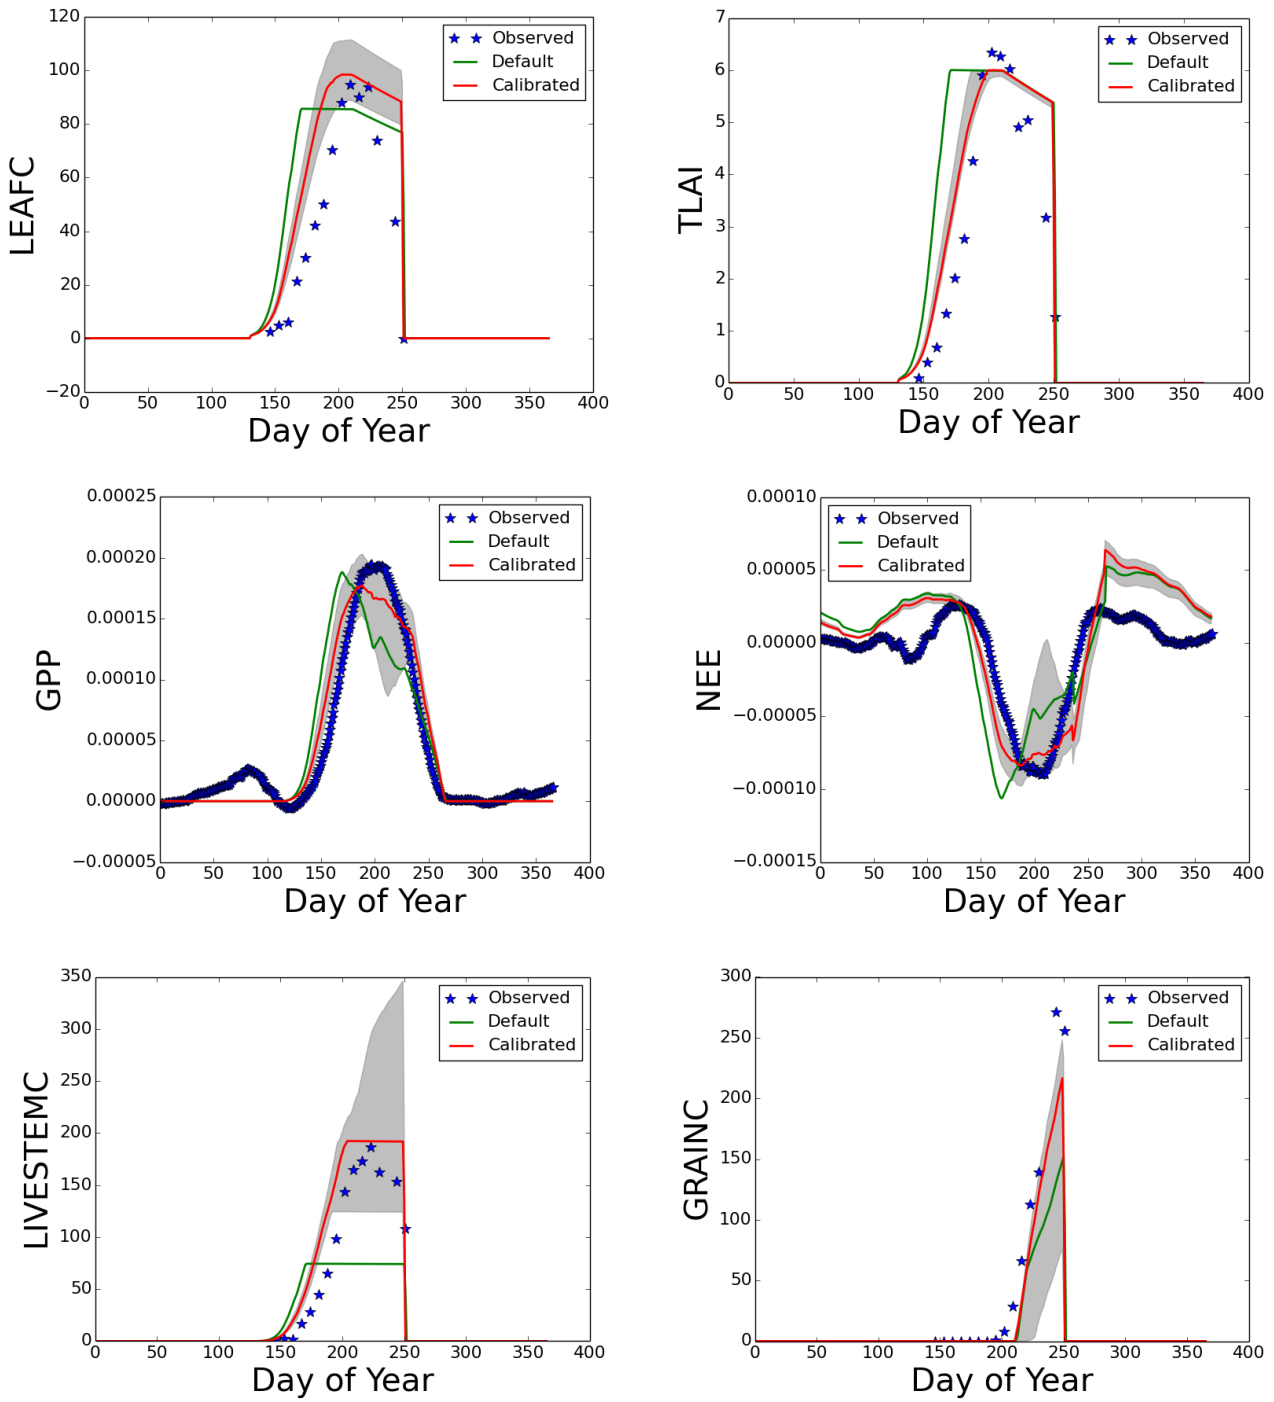 LEAFC
120
100
80
60
40
20
0
−20
0 50 100 150 200 250 300 350 400
Day of Year
Observed
Default
Calibrated
TLAI
7
6
5
4
3
2
1
0
0 50 100 150 200 250 300 350 400
Day of Year
Observed
Default
Calibrated
GPP
0.00025
0.00020
0.00015
0.00010
0.00005
0.00000
−0.00005
0 50 100 150 200 250 300 350 400
Day of Year
Observed
Default
Calibrated
NEE
0.00010
0.00005
0.00000
−0.00005
−0.00010
−0.00015
0 50 100 150 200 250 300 350 400
Day of Year
Observed
Default
Calibrated
LIVESTEMC
350
300
250
200
150
100
50
0
0 50 100 150 200 250 300 350 400
Day of Year
Observed
Default
Calibrated
GRAINC
300
250
200
150
100
50
0
0 50 100 150 200 250 300 350 400
Day of Year
Observed
Default
Calibrated